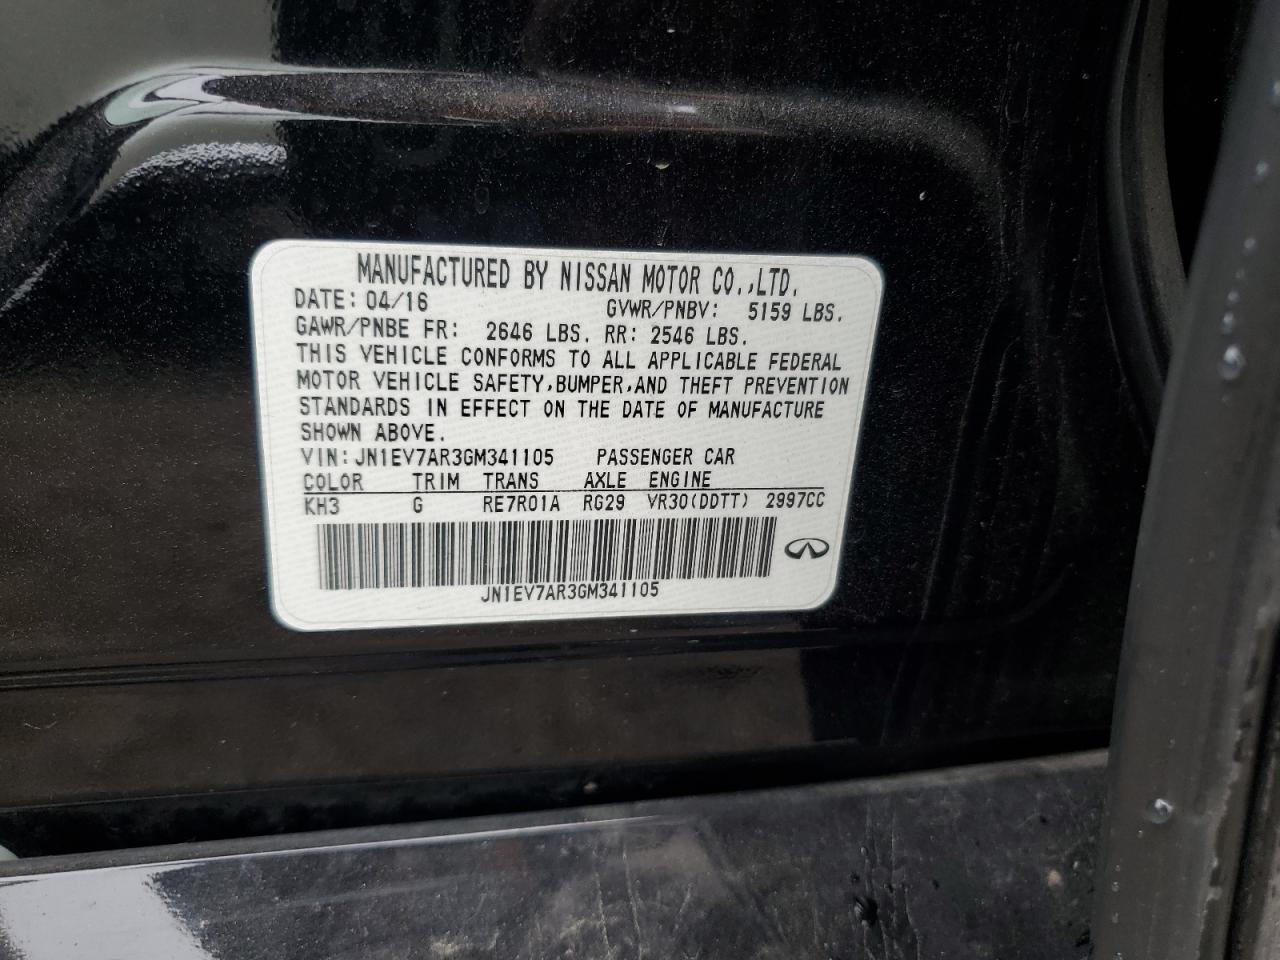 MANUFACTURED BY NISSAN MOTOR CO.,LTD.
DATE: 04/16 GVWR/PNBV: 5159 LBS.
GAWR/PNBE FR: 2646 LBS. RR: 2546 LBS.
THIS VEHICLE CONFORMS TO ALL APPLICABLE FEDERAL
MOTOR VEHICLE SAFETY,BUMPER,AND THEFT PREVENTION
STANDARDS IN EFFECT ON THE DATE OF MANUFACTURE
SHOWN ABOVE.
VIN:JN1EV7AR3GM341105 PASSENGER CAR
COLOR TRIM TRANS AXLE ENGINE
KH3 G RE7R01A RG29 VR30(DDTT) 2997CC
JN1EV7AR3GM341105